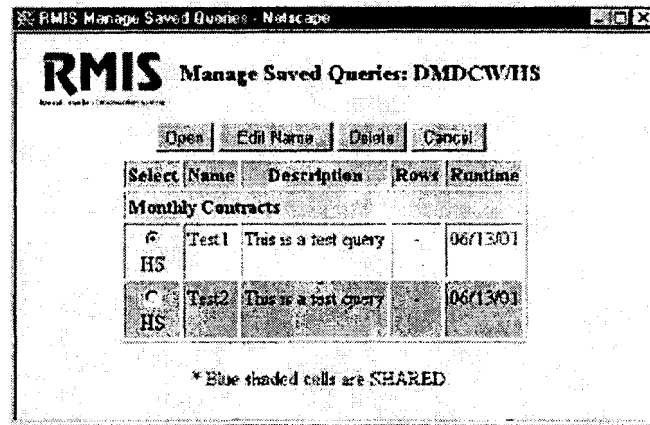 RMIS Manage Saved Queries - Netscape
RMIS Manage Saved Queries: DMDCW/HS
Open Edit Name Delete Cancel
Select Name Description Rows Runtime
Monthly Contracts
HS Test1 This is a test query - 06/13/01
HS Test2 This is a test query - 06/13/01
* Blue shaded cells are SHARED